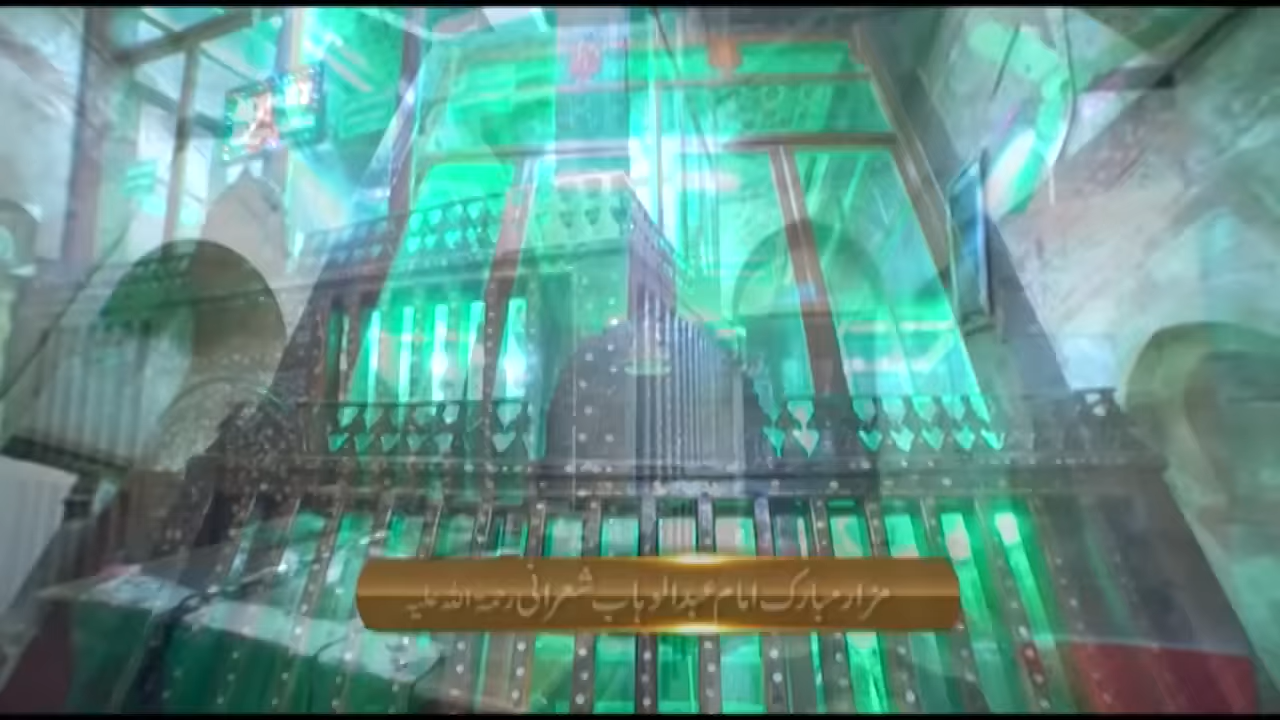 مزار مبارک امام عبدالوہاب شعرانی رحمۃ اللہ علیہ